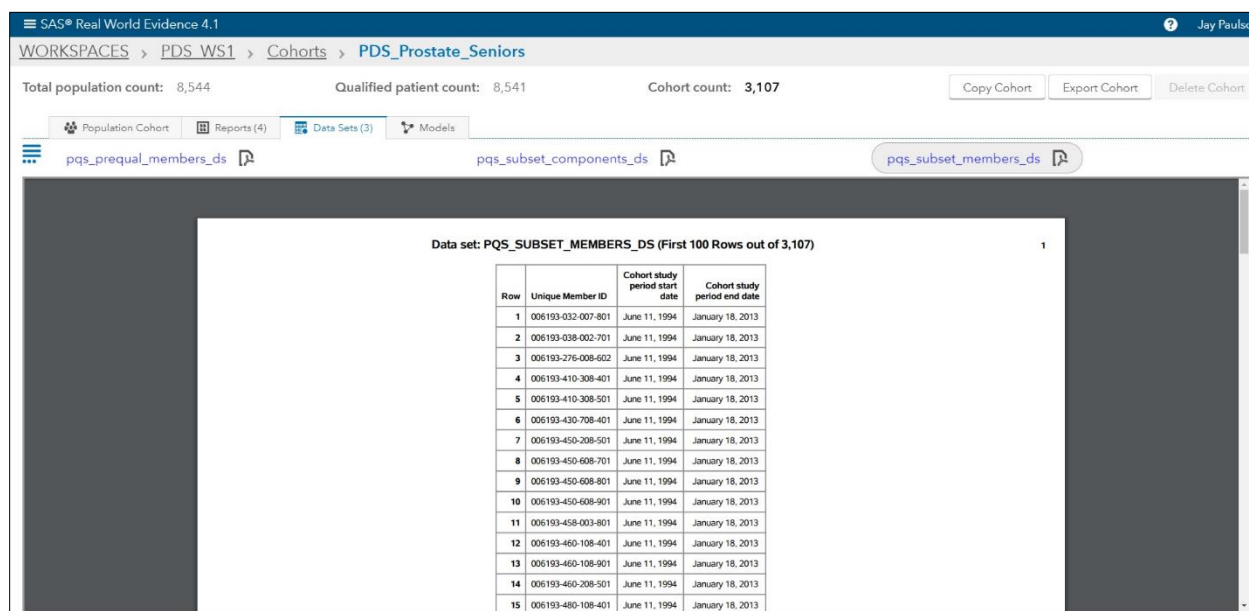 SAS® Real World Evidence 4.1 ? Jay Paulso
WORKSPACES > PDS_WS1 > Cohorts > PDS_Prostate_Seniors
Total population count: 8,544 Qualified patient count: 8,541 Cohort count: 3,107 Copy Cohort Export Cohort Delete Cohort
Population Cohort Reports (4) Data Sets (3) Models
pqs_prequal_members_ds pqs_subset_components_ds pqs_subset_members_ds
Data set: PQS_SUBSET_MEMBERS_DS (First 100 Rows out of 3,107) 1
Row Unique Member ID Cohort study period start date Cohort study period end date
1 006193-032-007-801 June 11, 1994 January 18, 2013
2 006193-038-002-701 June 11, 1994 January 18, 2013
3 006193-276-008-602 June 11, 1994 January 18, 2013
4 006193-410-308-401 June 11, 1994 January 18, 2013
5 006193-410-308-501 June 11, 1994 January 18, 2013
6 006193-430-708-401 June 11, 1994 January 18, 2013
7 006193-450-208-501 June 11, 1994 January 18, 2013
8 006193-450-608-701 June 11, 1994 January 18, 2013
9 006193-450-608-801 June 11, 1994 January 18, 2013
10 006193-450-608-901 June 11, 1994 January 18, 2013
11 006193-458-003-801 June 11, 1994 January 18, 2013
12 006193-460-108-401 June 11, 1994 January 18, 2013
13 006193-460-108-901 June 11, 1994 January 18, 2013
14 006193-460-208-501 June 11, 1994 January 18, 2013
15 006193-480-108-401 June 11, 1994 January 18, 2013